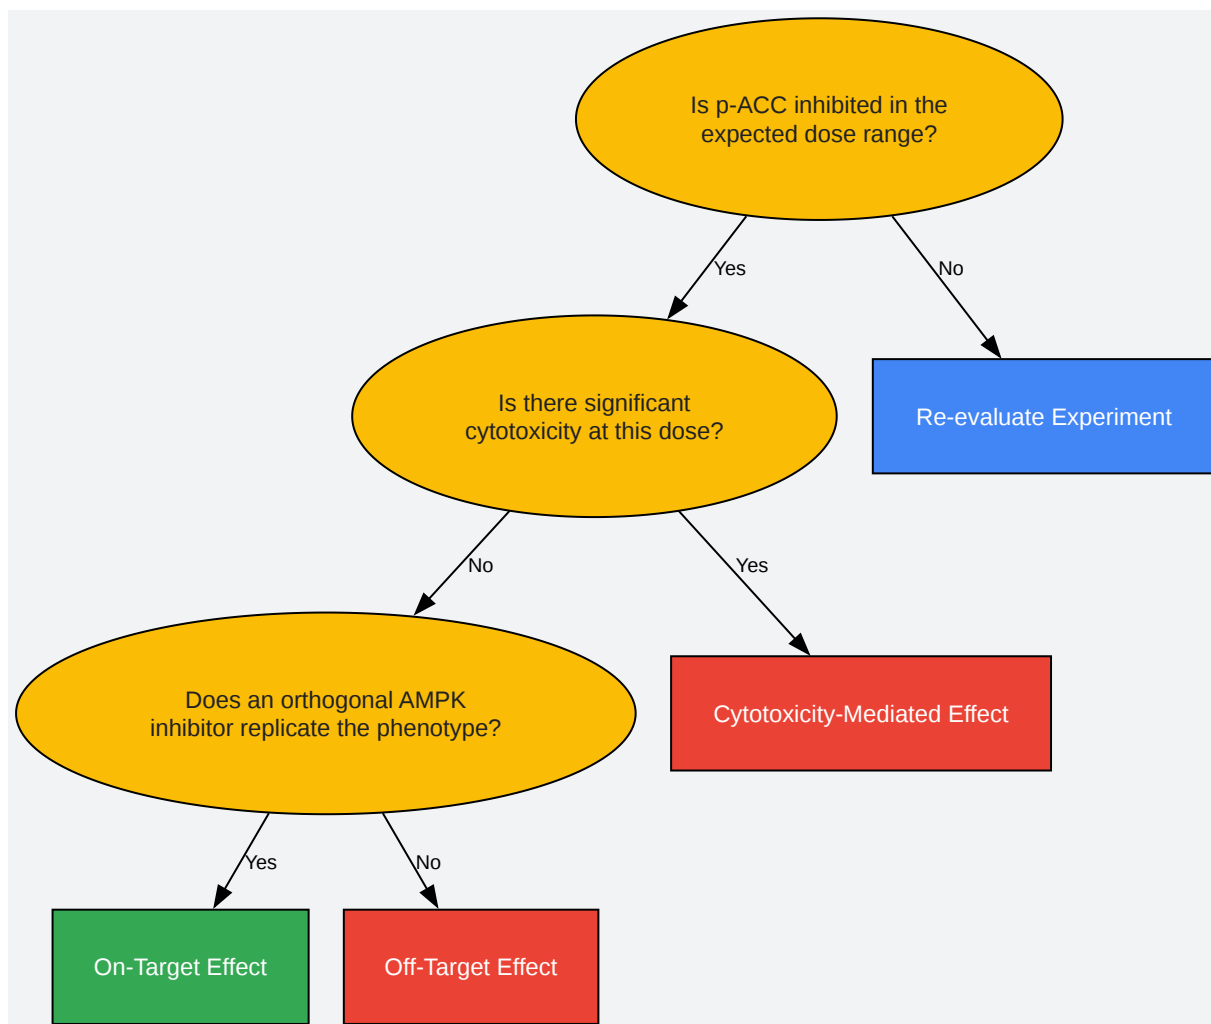 Is p-ACC inhibited in the
expected dose range?
Yes
No
Is there significant
cytotoxicity at this dose?
Re-evaluate Experiment
No
Yes
Does an orthogonal AMPK
inhibitor replicate the phenotype?
Cytotoxicity-Mediated Effect
Yes
No
On-Target Effect
Off-Target Effect